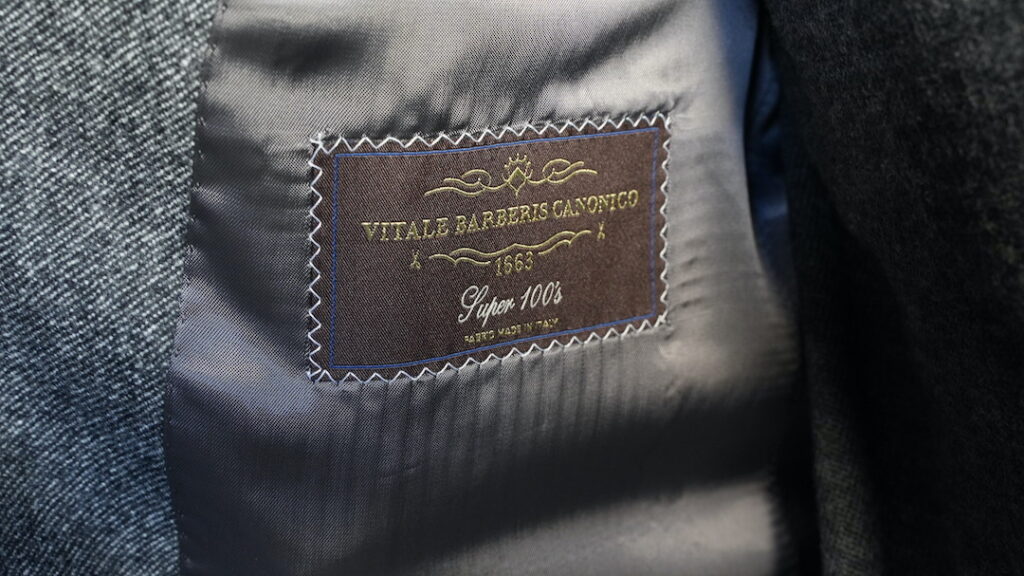 VITALE BARBERIS CANONICO
1663
Super 100's
FABRIC MADE IN ITALY